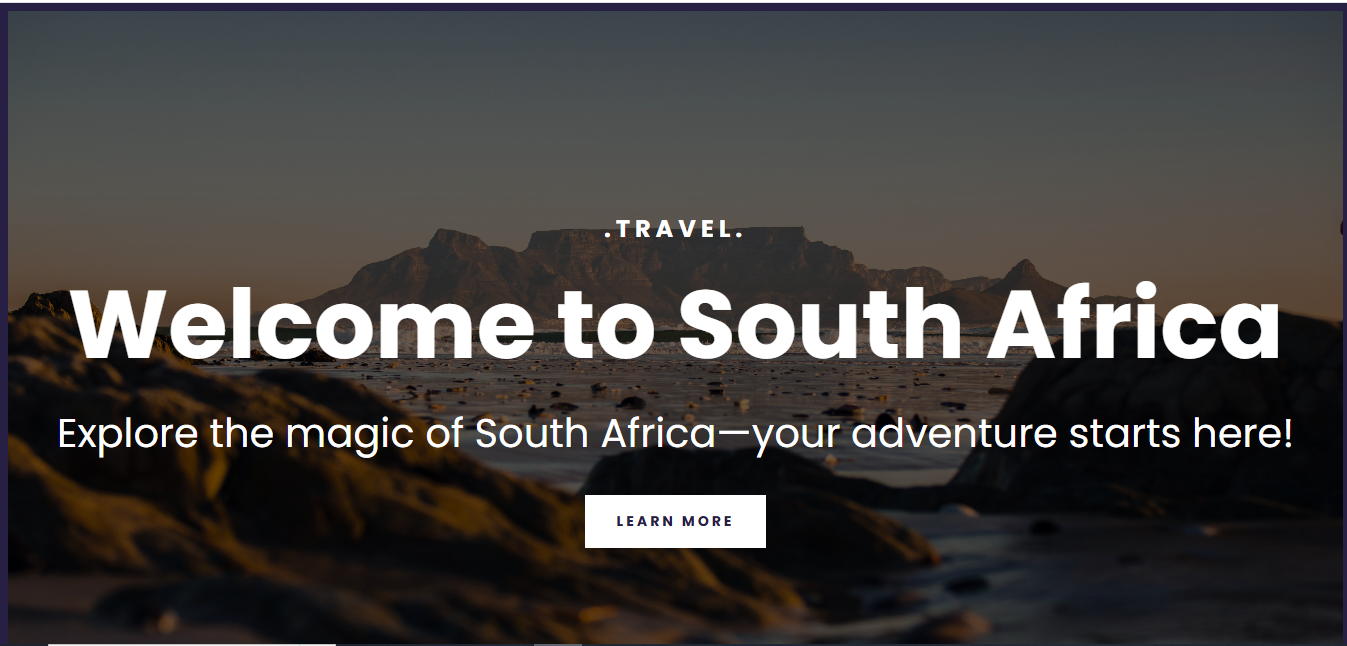 .TRAVEL.
Welcome to South Africa
Explore the magic of South Africa—your adventure starts here!
LEARN MORE